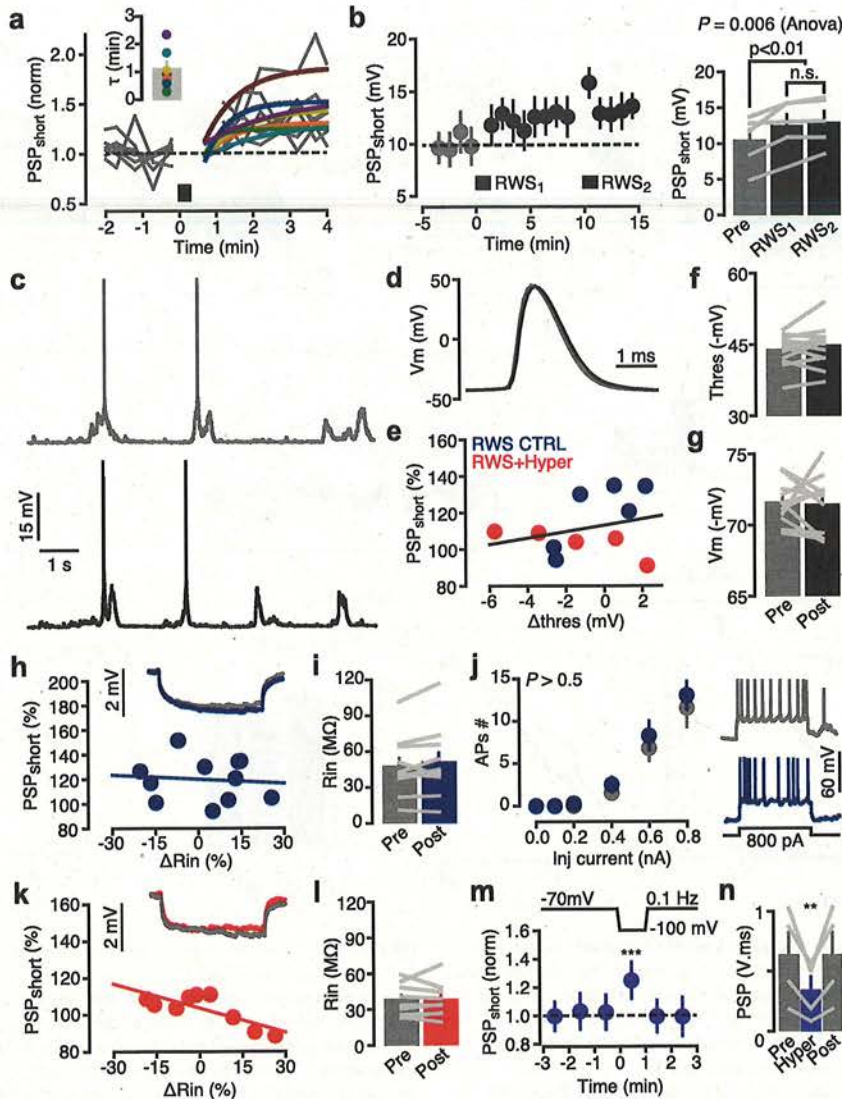 a
PSPshort (norm)
2.0
1.5
1.0
0.5
τ (min)
3
2
1
0
-2 -1 0 1 2 3 4
Time (min)
b
PSPshort (mV)
20
15
10
5
RWS1
RWS2
-5 0 5 10 15
Time (min)
P = 0.006 (Anova)
p<0.01
n.s.
PSPshort (mV)
20
15
10
5
0
Pre RWS1 RWS2
c
15 mV
1 s
d
Vm (mV)
50
0
-50
1 ms
e
RWS CTRL
RWS+Hyper
PSPshort (%)
160
140
120
100
80
-6 -4 -2 0 2
Δthres (mV)
f
Thres (-mV)
60
45
30
g
Vm (-mV)
75
70
65
Pre Post
h
PSPshort (%)
200
180
160
140
120
100
80
2 mV
-30 -15 0 15 30
ΔRin (%)
i
Rin (MΩ)
120
90
60
30
0
Pre Post
j
P > 0.5
APs #
15
10
5
0
0.0 0.2 0.4 0.6 0.8
Inj current (nA)
60 mV
800 pA
k
PSPshort (%)
160
140
120
100
80
2 mV
-30 -15 0 15 30
ΔRin (%)
l
Rin (MΩ)
120
90
60
30
0
Pre Post
m
-70mV
0.1 Hz
-100 mV
PSPshort (norm)
1.6
1.4
1.2
1.0
0.8
***
-3 -2 -1 0 1 2 3
Time (min)
n
PSP (V.ms)
1
0
**
Pre Hyper Post